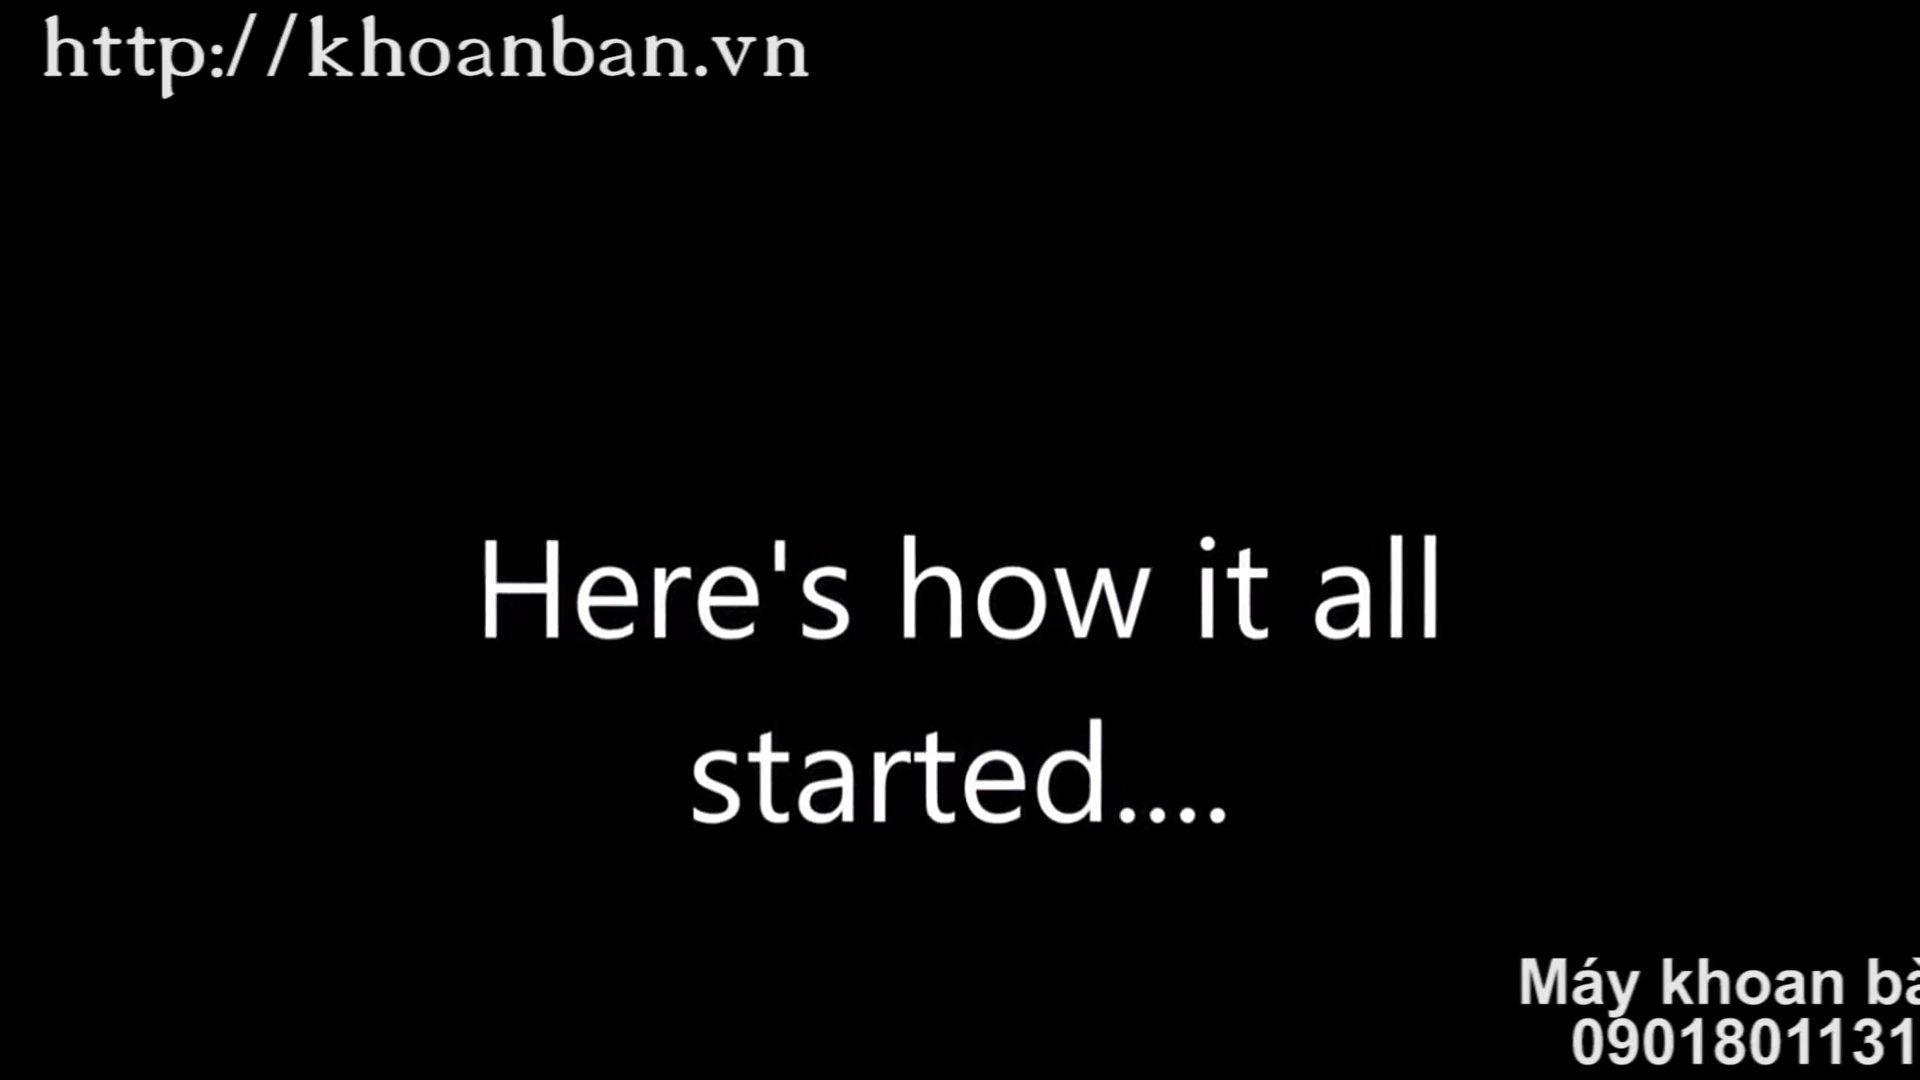 http://khoanban.vn
Here's how it all
started....
Máy khoan
0901801131